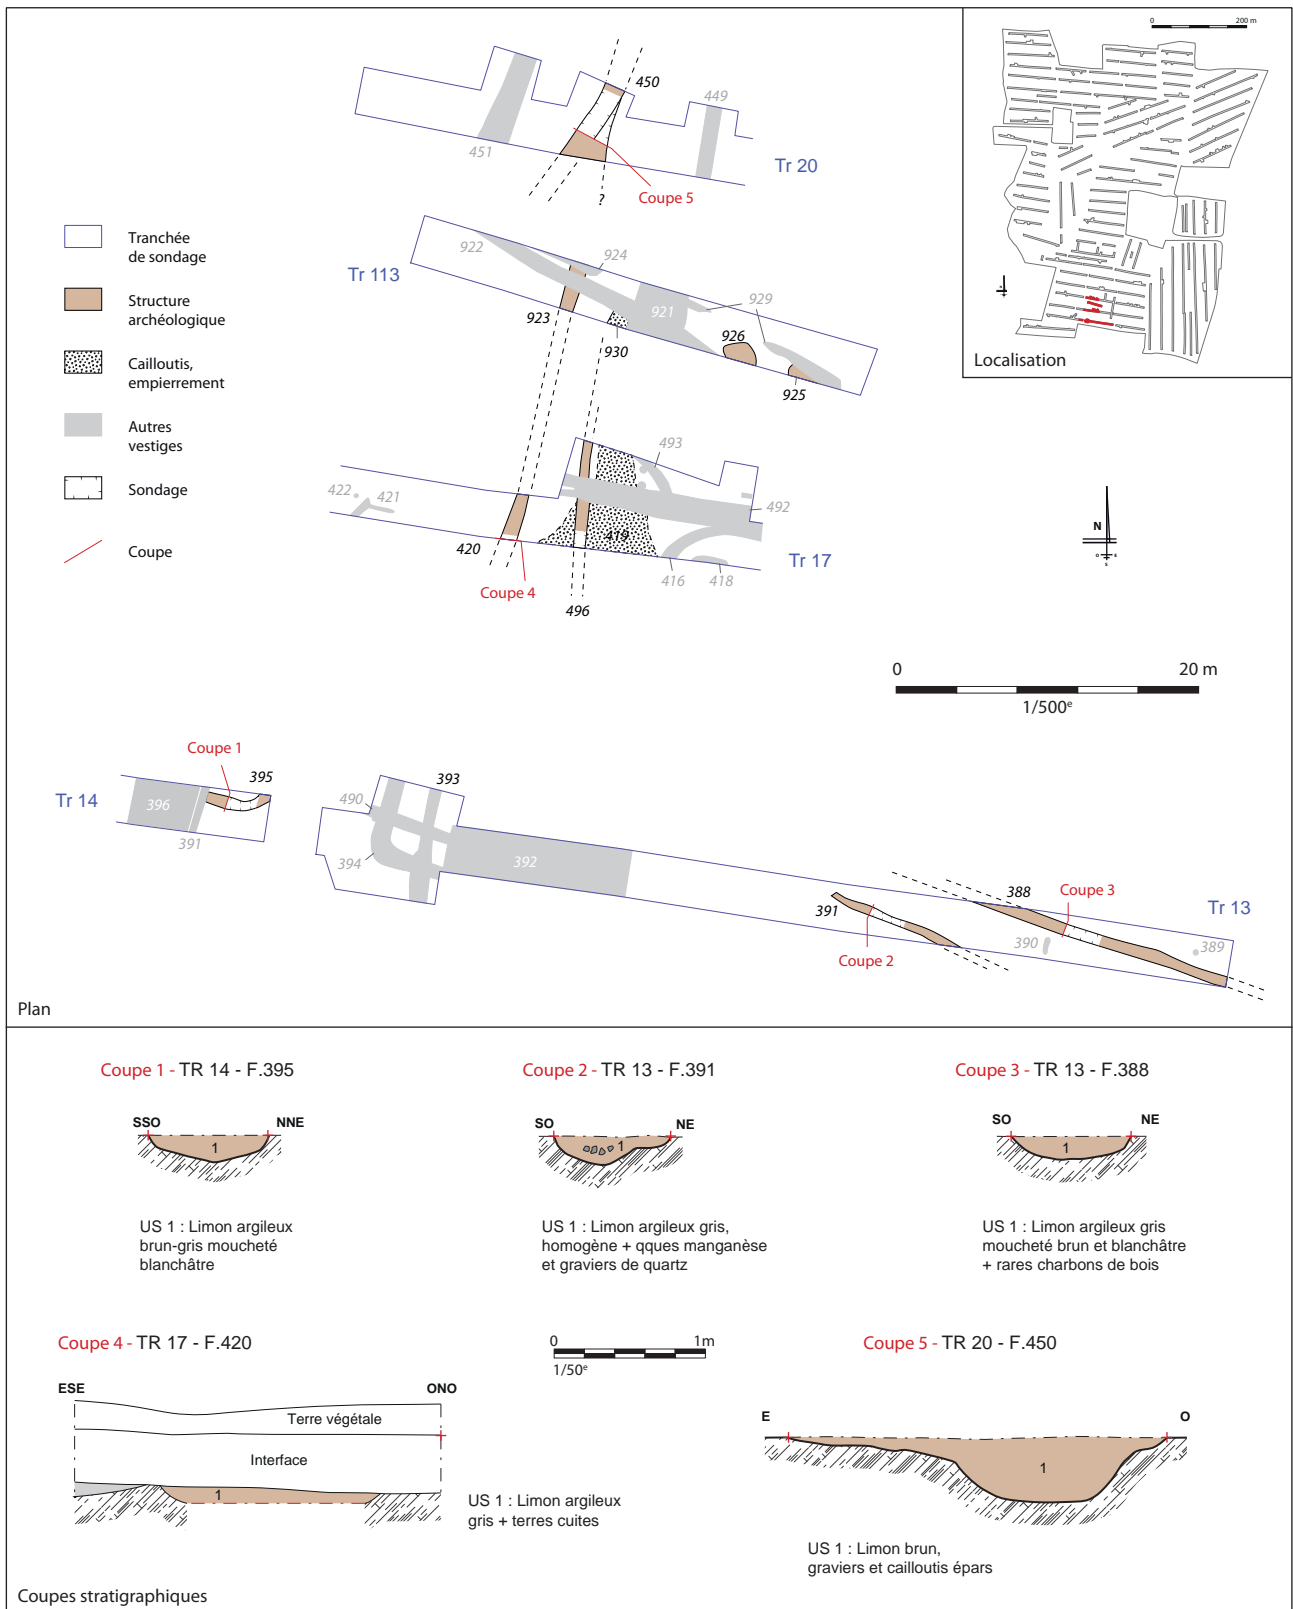 0 200 m
Localisation
450
449
451
Tr 20
Coupe 5
?
Tranchée
de sondage
Structure
archéologique
Cailloutis,
empierrement
Autres
vestiges
Sondage
Coupe
922
924
Tr 113
921
929
923
930
926
925
493
422
421
492
420
419
Tr 17
416
418
Coupe 4
496
N
O E
S
0 20 m
1/500e
Coupe 1
395
393
Tr 14
396
490
391
394
392
391
388
Coupe 3
Tr 13
390
389
Coupe 2
Plan
Coupe 1 - TR 14 - F.395
SSO NNE
1
US 1 : Limon argileux
brun-gris moucheté
blanchâtre
Coupe 2 - TR 13 - F.391
SO NE
1
US 1 : Limon argileux gris,
homogène + qques manganèse
et graviers de quartz
Coupe 3 - TR 13 - F.388
SO NE
1
US 1 : Limon argileux gris
moucheté brun et blanchâtre
+ rares charbons de bois
Coupe 4 - TR 17 - F.420
ESE ONO
Terre végétale
Interface
1
US 1 : Limon argileux
gris + terres cuites
0 1m
1/50e
Coupe 5 - TR 20 - F.450
E O
1
US 1 : Limon brun,
graviers et cailloutis épars
Coupes stratigraphiques